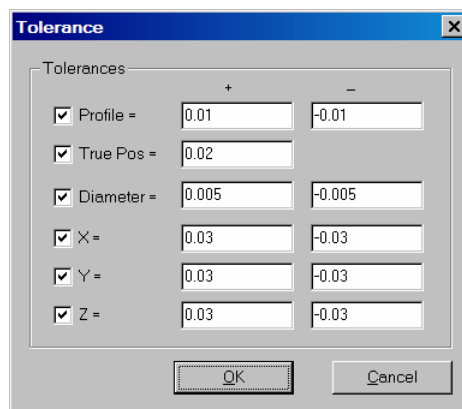 Tolerance
Tolerances
+ –
Profile = 0.01 -0.01
True Pos = 0.02
Diameter = 0.005 -0.005
X = 0.03 -0.03
Y = 0.03 -0.03
Z = 0.03 -0.03
OK Cancel